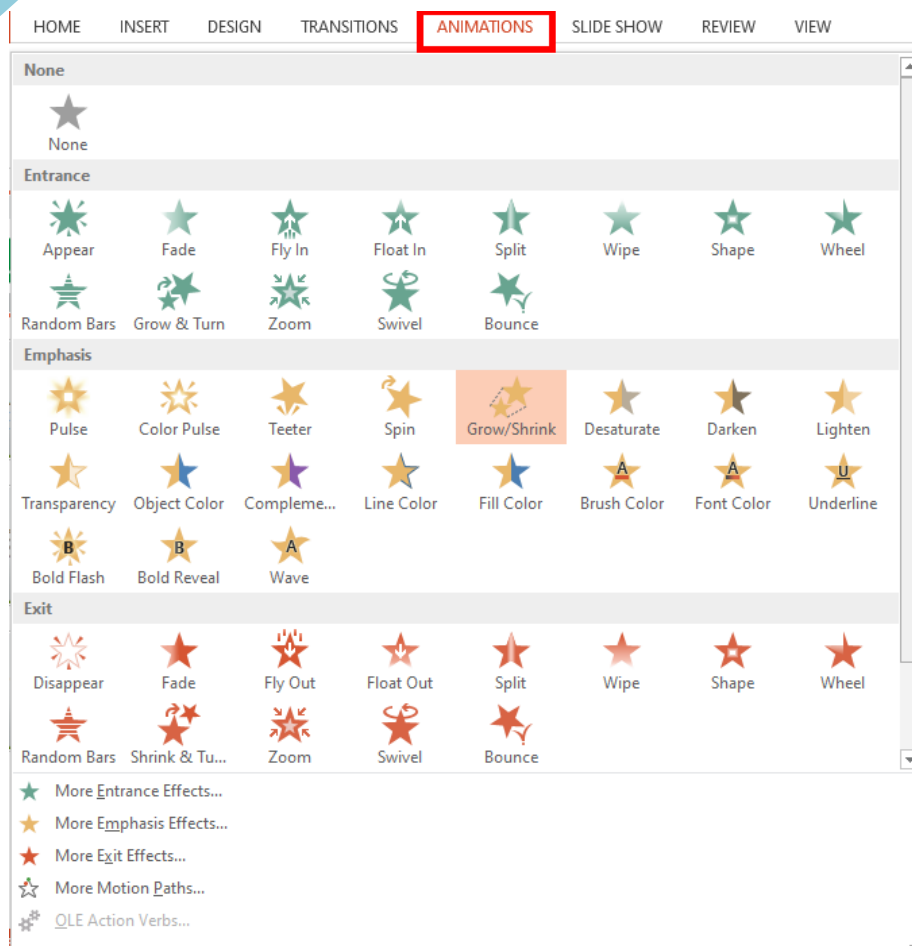 HOME INSERT DESIGN TRANSITIONS ANIMATIONS SLIDE SHOW REVIEW VIEW
None
None
Entrance
Appear Fade Fly In Float In Split Wipe Shape Wheel
Random Bars Grow & Turn Zoom Swivel Bounce
Emphasis
Pulse Color Pulse Teeter Spin Grow/Shrink Desaturate Darken Lighten
Transparency Object Color Compleme... Line Color Fill Color Brush Color Font Color Underline
Bold Flash Bold Reveal Wave
Exit
Disappear Fade Fly Out Float Out Split Wipe Shape Wheel
Random Bars Shrink & Tu... Zoom Swivel Bounce
More Entrance Effects...
More Emphasis Effects...
More Exit Effects...
More Motion Paths...
OLE Action Verbs...